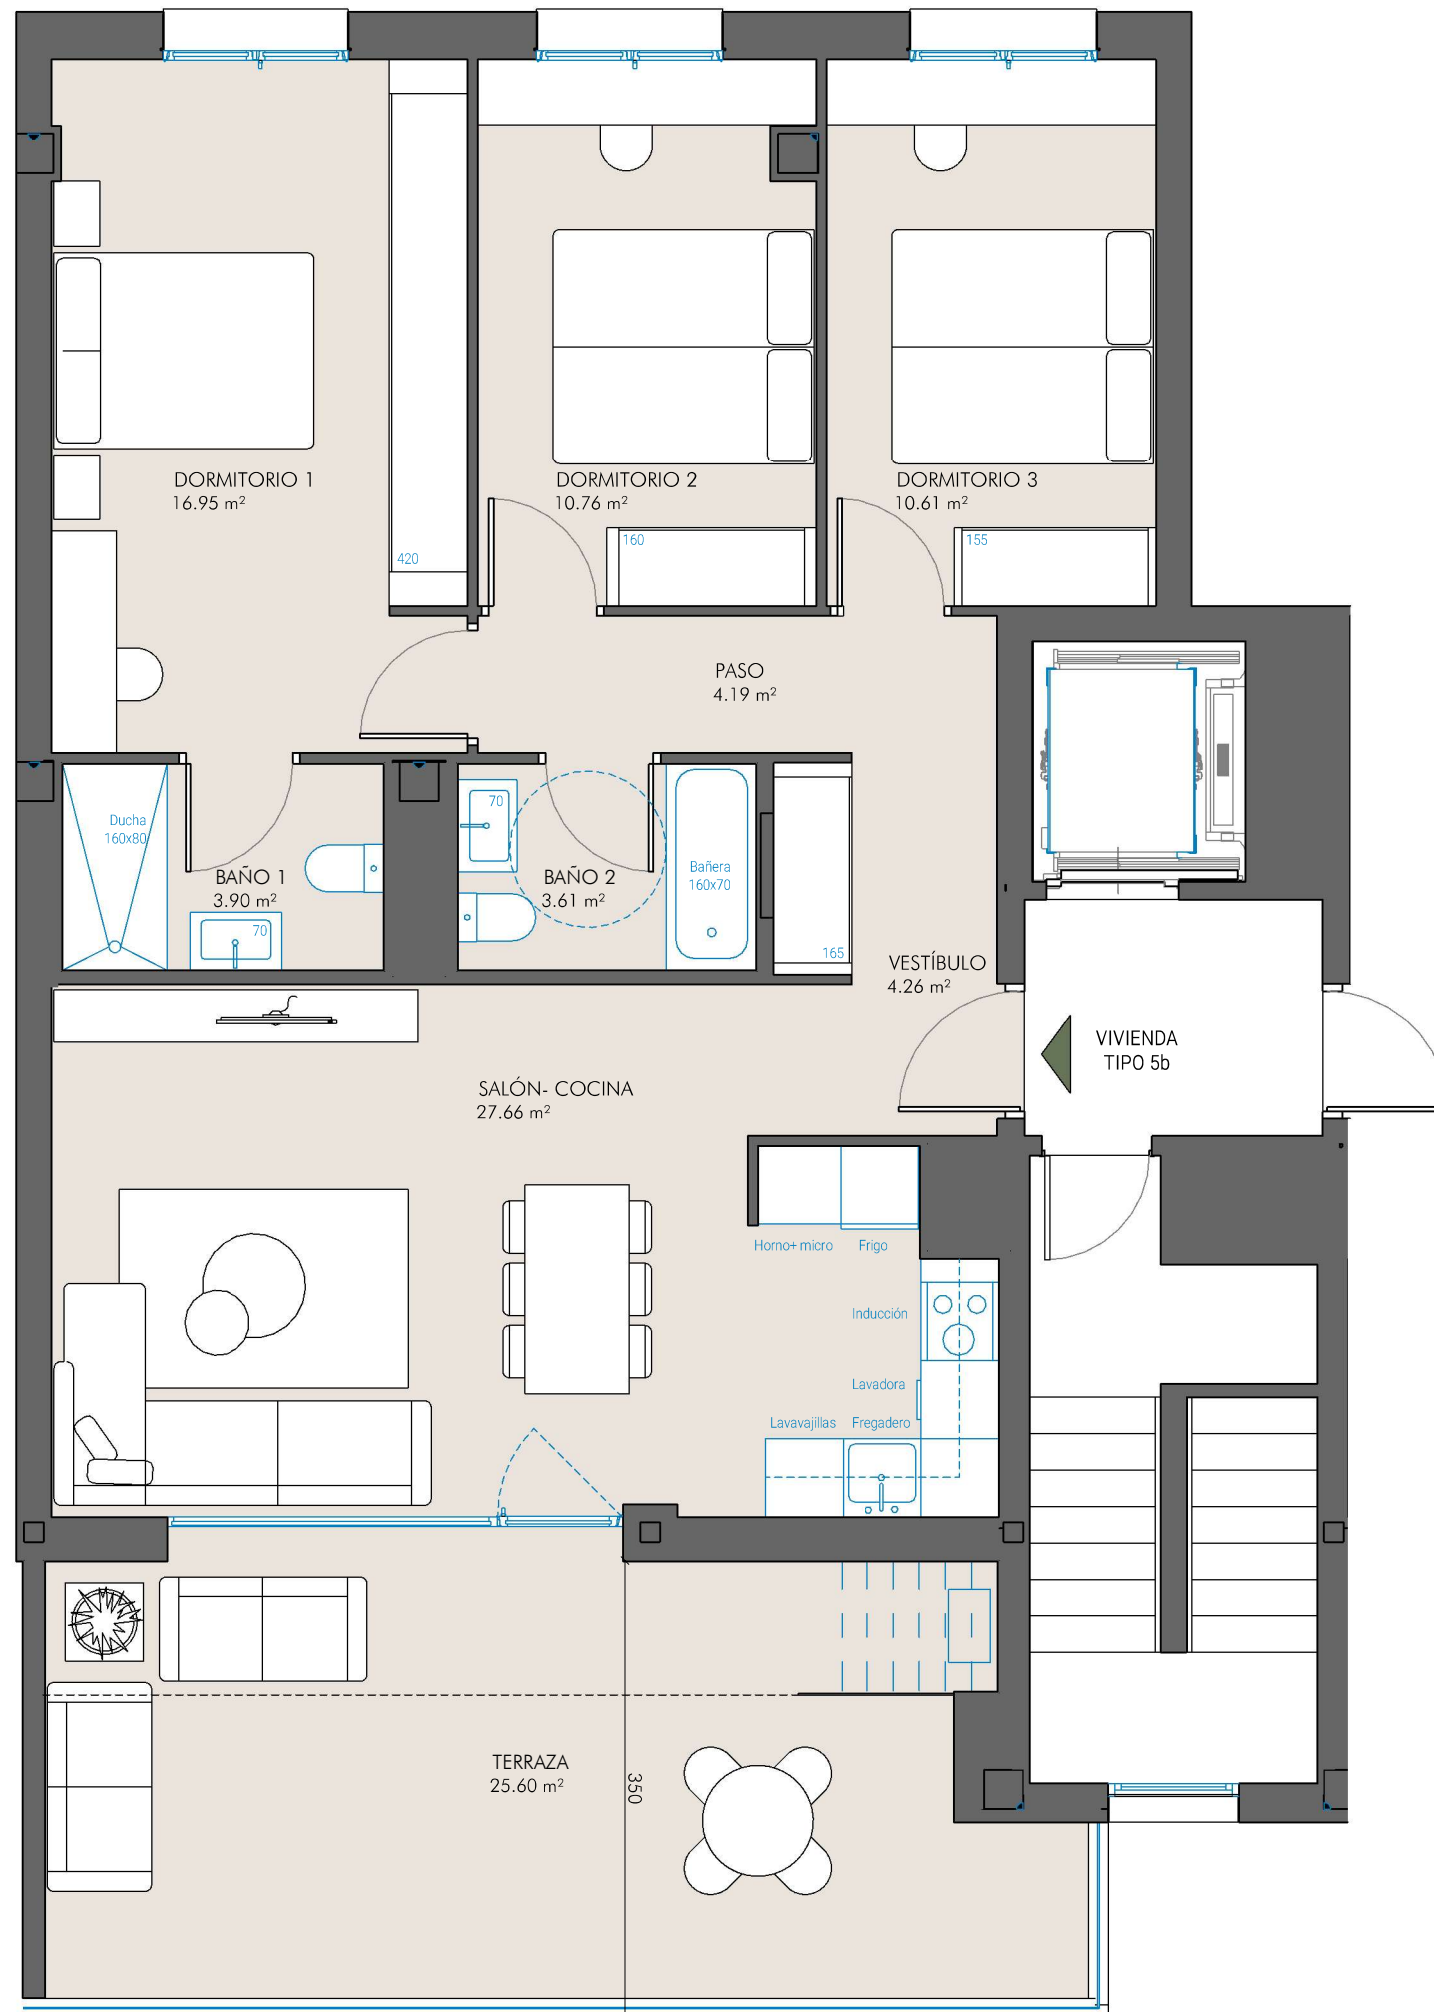 DORMITORIO 1
16.95 m²
DORMITORIO 2
10.76 m²
DORMITORIO 3
10.61 m²
420
160
155
PASO
4.19 m²
Ducha
160x80
BAÑO 1
3.90 m²
70
70
BAÑO 2
3.61 m²
Bañera
160x70
165
VESTÍBULO
4.26 m²
VIVIENDA
TIPO 5b
SALÓN- COCINA
27.66 m²
Horno+ micro
Frigo
Inducción
Lavadora
Lavavajillas
Fregadero
TERRAZA
25.60 m²
350